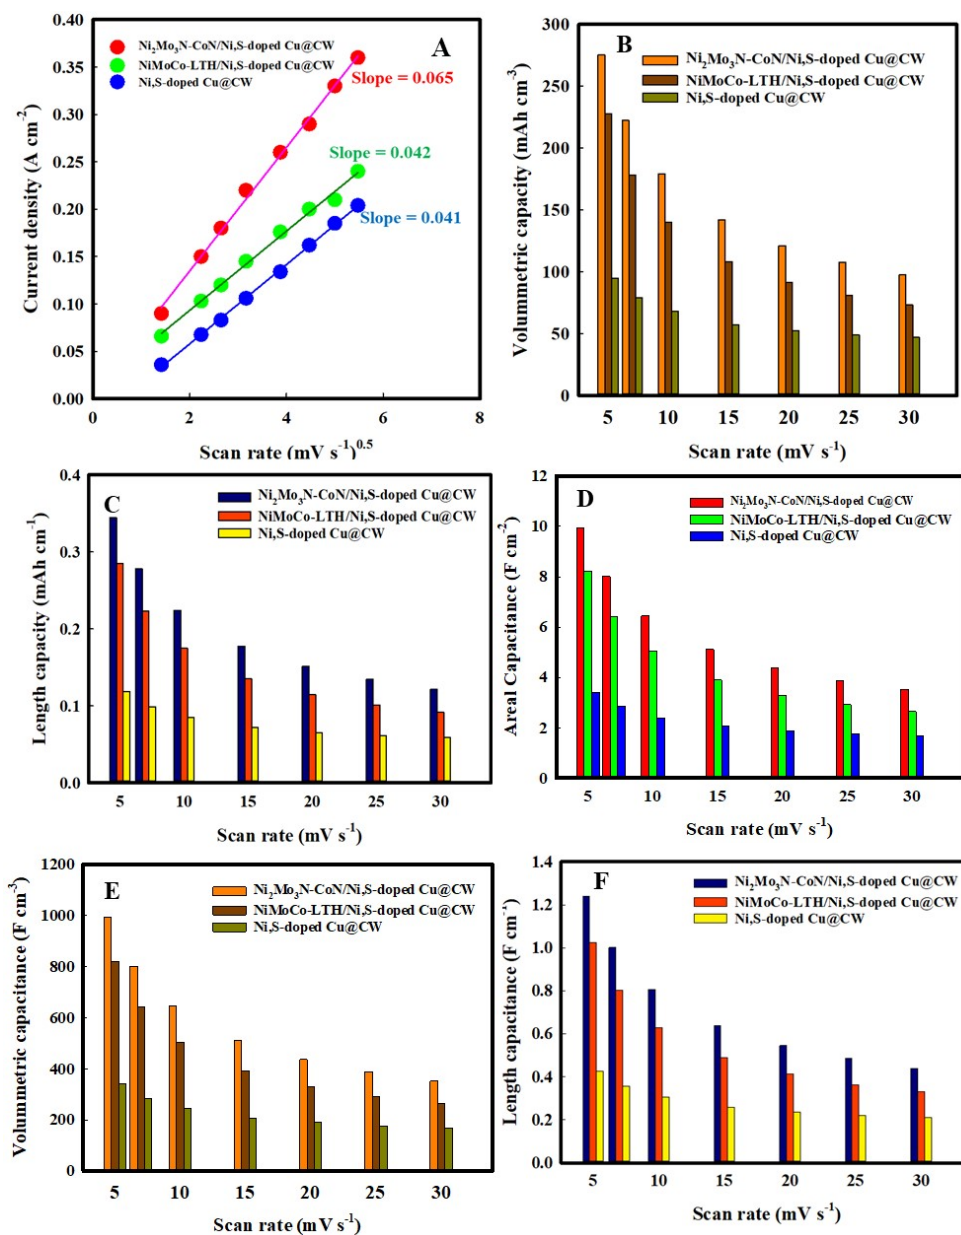 A
Ni₂Mo₃N-CoN/Ni,S-doped Cu@CW
NiMoCo-LTH/Ni,S-doped Cu@CW
Ni,S-doped Cu@CW
Slope = 0.065
Slope = 0.042
Slope = 0.041
Current density (A cm⁻²)
0.40
0.35
0.30
0.25
0.20
0.15
0.10
0.05
0.00
0 2 4 6 8
Scan rate (mV s⁻¹)⁰·⁵
B
Ni₂Mo₃N-CoN/Ni,S-doped Cu@CW
NiMoCo-LTH/Ni,S-doped Cu@CW
Ni,S-doped Cu@CW
Volummetric capacity (mAh cm⁻³)
300
250
200
150
100
50
0
5 10 15 20 25 30
Scan rate (mV s⁻¹)
C
Ni₂Mo₃N-CoN/Ni,S-doped Cu@CW
NiMoCo-LTH/Ni,S-doped Cu@CW
Ni,S-doped Cu@CW
Length capacity (mAh cm⁻¹)
0.4
0.3
0.2
0.1
0.0
5 10 15 20 25 30
Scan rate (mV s⁻¹)
D
Ni₂Mo₃N-CoN/Ni,S-doped Cu@CW
NiMoCo-LTH/Ni,S-doped Cu@CW
Ni,S-doped Cu@CW
Areal Capacitance (F cm⁻²)
12
10
8
6
4
2
0
5 10 15 20 25 30
Scan rate (mV s⁻¹)
E
Ni₂Mo₃N-CoN/Ni,S-doped Cu@CW
NiMoCo-LTH/Ni,S-doped Cu@CW
Ni,S-doped Cu@CW
Volummetric capacitance (F cm⁻³)
1200
1000
800
600
400
200
0
5 10 15 20 25 30
Scan rate (mV s⁻¹)
F
Ni₂Mo₃N-CoN/Ni,S-doped Cu@CW
NiMoCo-LTH/Ni,S-doped Cu@CW
Ni,S-doped Cu@CW
Length capacitance (F cm⁻¹)
1.4
1.2
1.0
0.8
0.6
0.4
0.2
0.0
5 10 15 20 25 30
Scan rate (mV s⁻¹)